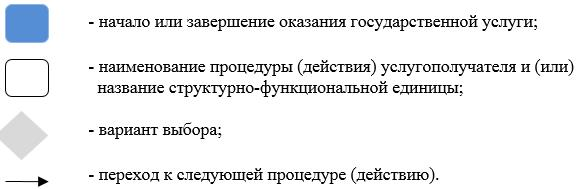 - начало или завершение оказания государственной услуги;
- наименование процедуры (действия) услугополучателя и (или)
название структурно-функциональной единицы;
- вариант выбора;
- переход к следующей процедуре (действию).